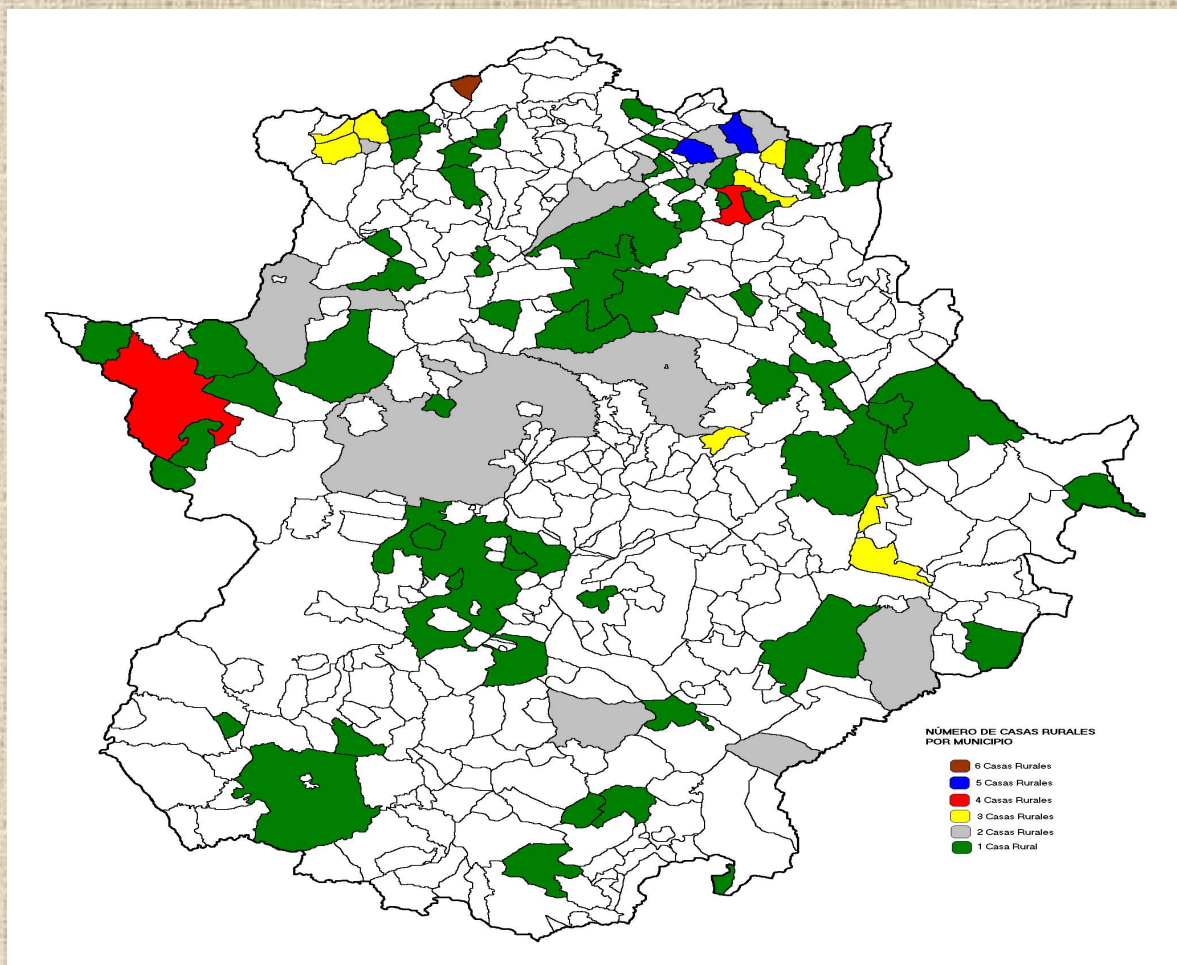 NÚMERO DE CASAS RURALES
POR MUNICIPIO
6 Casas Rurales
5 Casas Rurales
4 Casas Rurales
3 Casas Rurales
2 Casas Rurales
1 Casa Rural